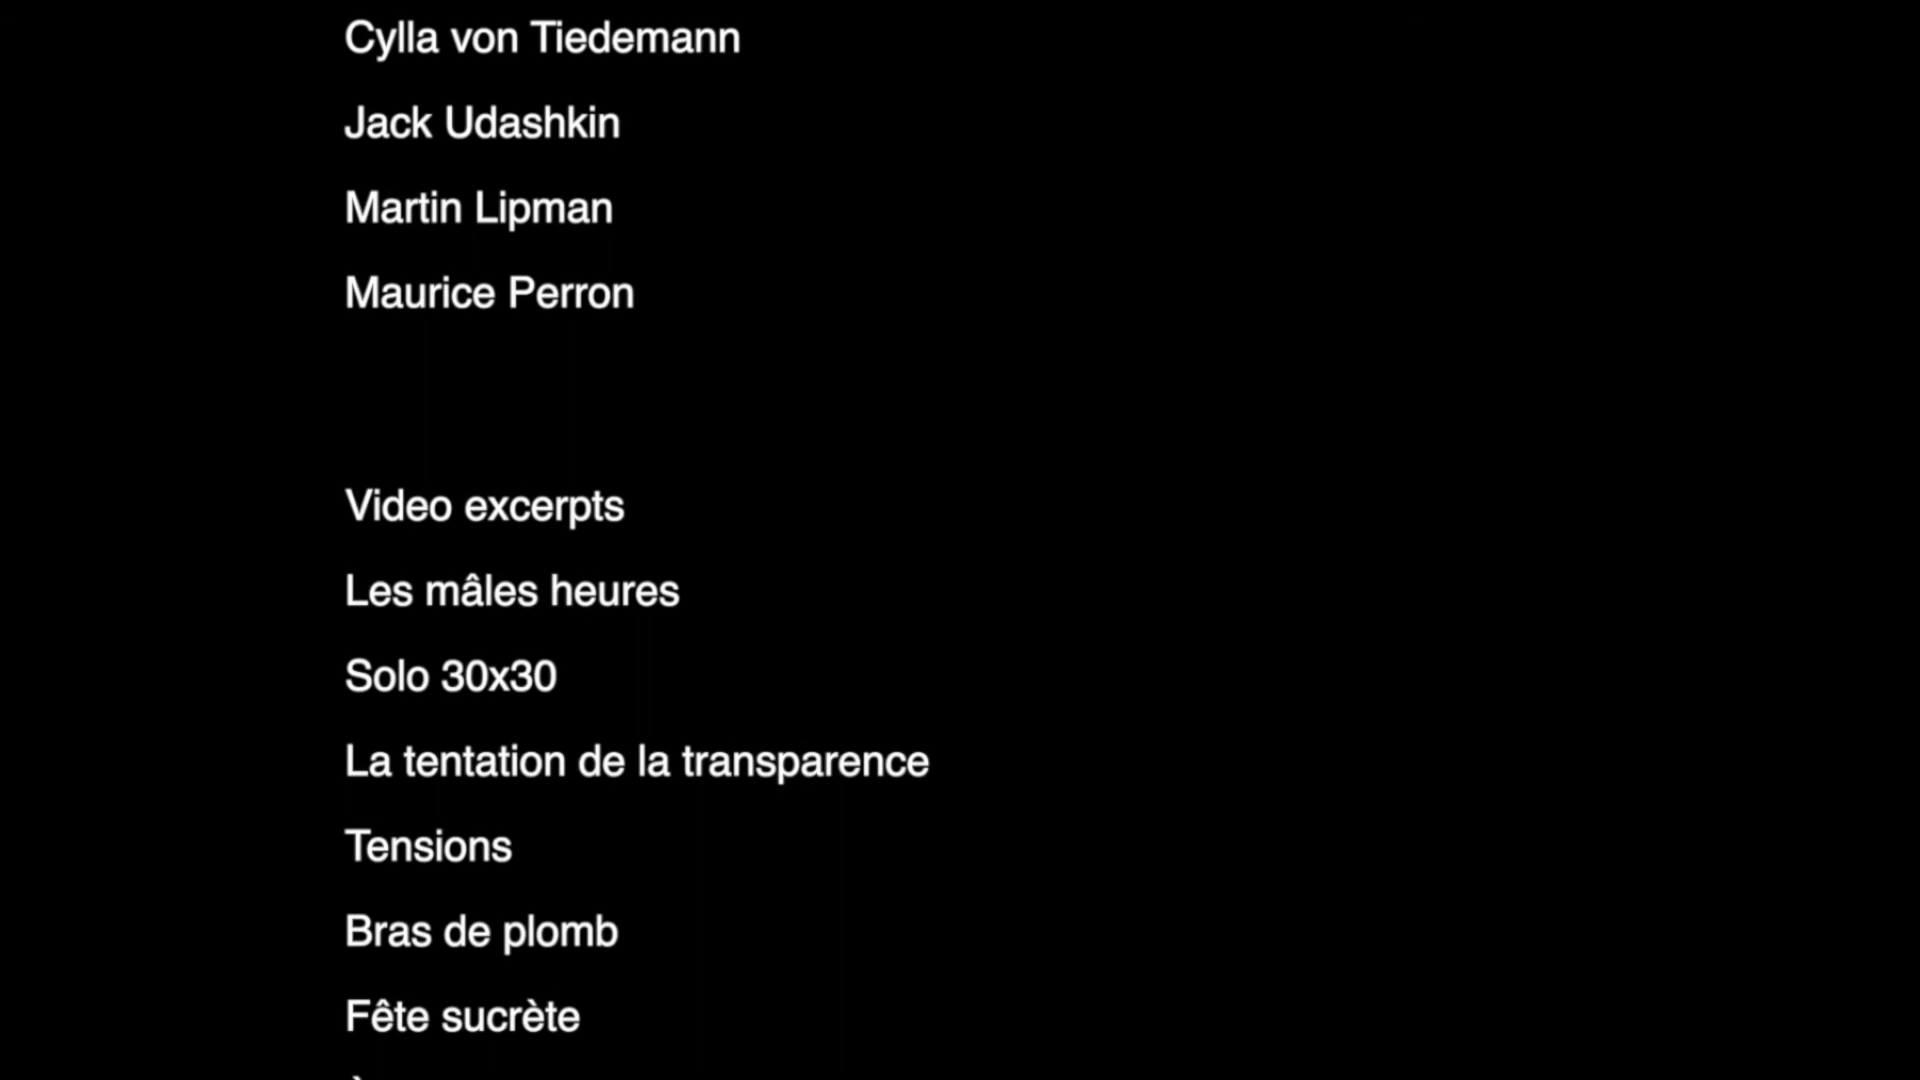 Cylla von Tiedemann
Jack Udashkin
Martin Lipman
Maurice Perron
Video excerpts
Les mâles heures
Solo 30x30
La tentation de la transparence
Tensions
Bras de plomb
Fête sucrète